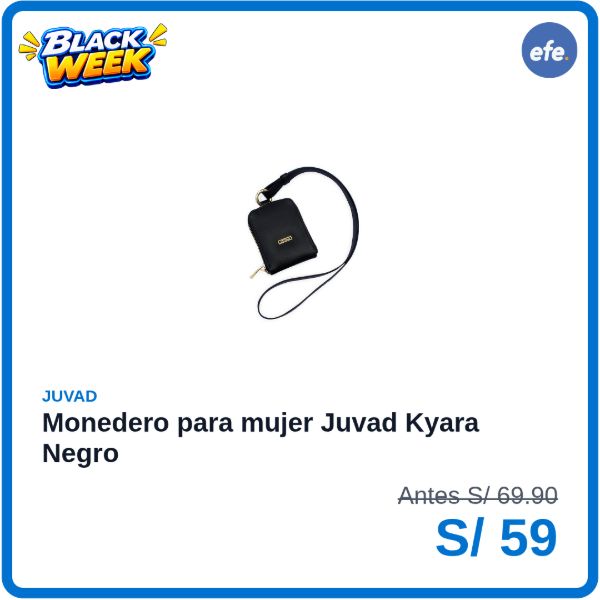 BLACK
WEEK
efe.
JUVAD
Monedero para mujer Juvad Kyara
Negro
Antes S/ 69.90
S/ 59